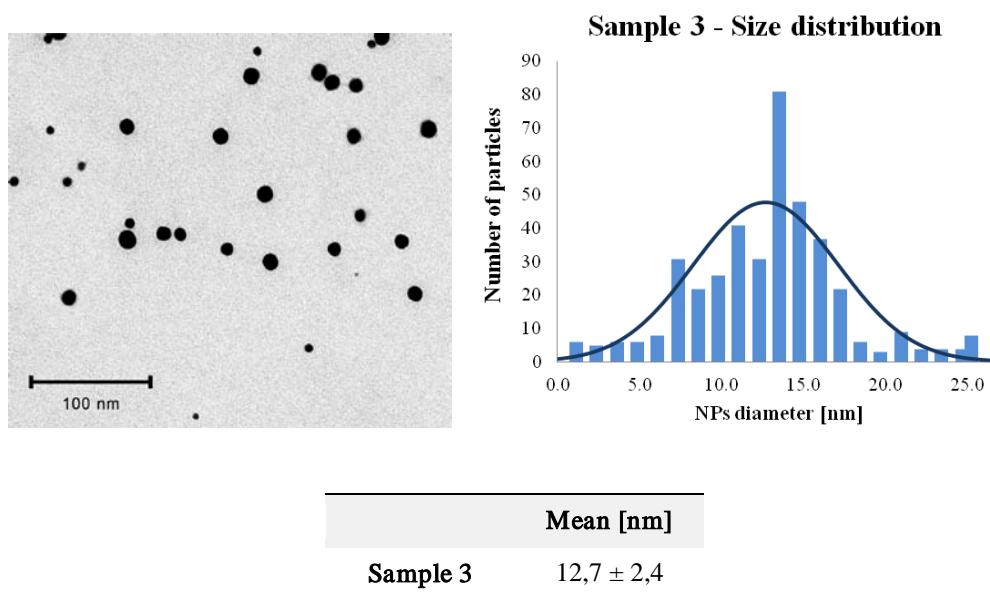 Sample 3 - Size distribution
90
80
70
60
50
40
30
20
10
0
Number of particles
0.0 5.0 10.0 15.0 20.0 25.0
NPs diameter [nm]
100 nm
Mean [nm]
Sample 3 12,7 ± 2,4